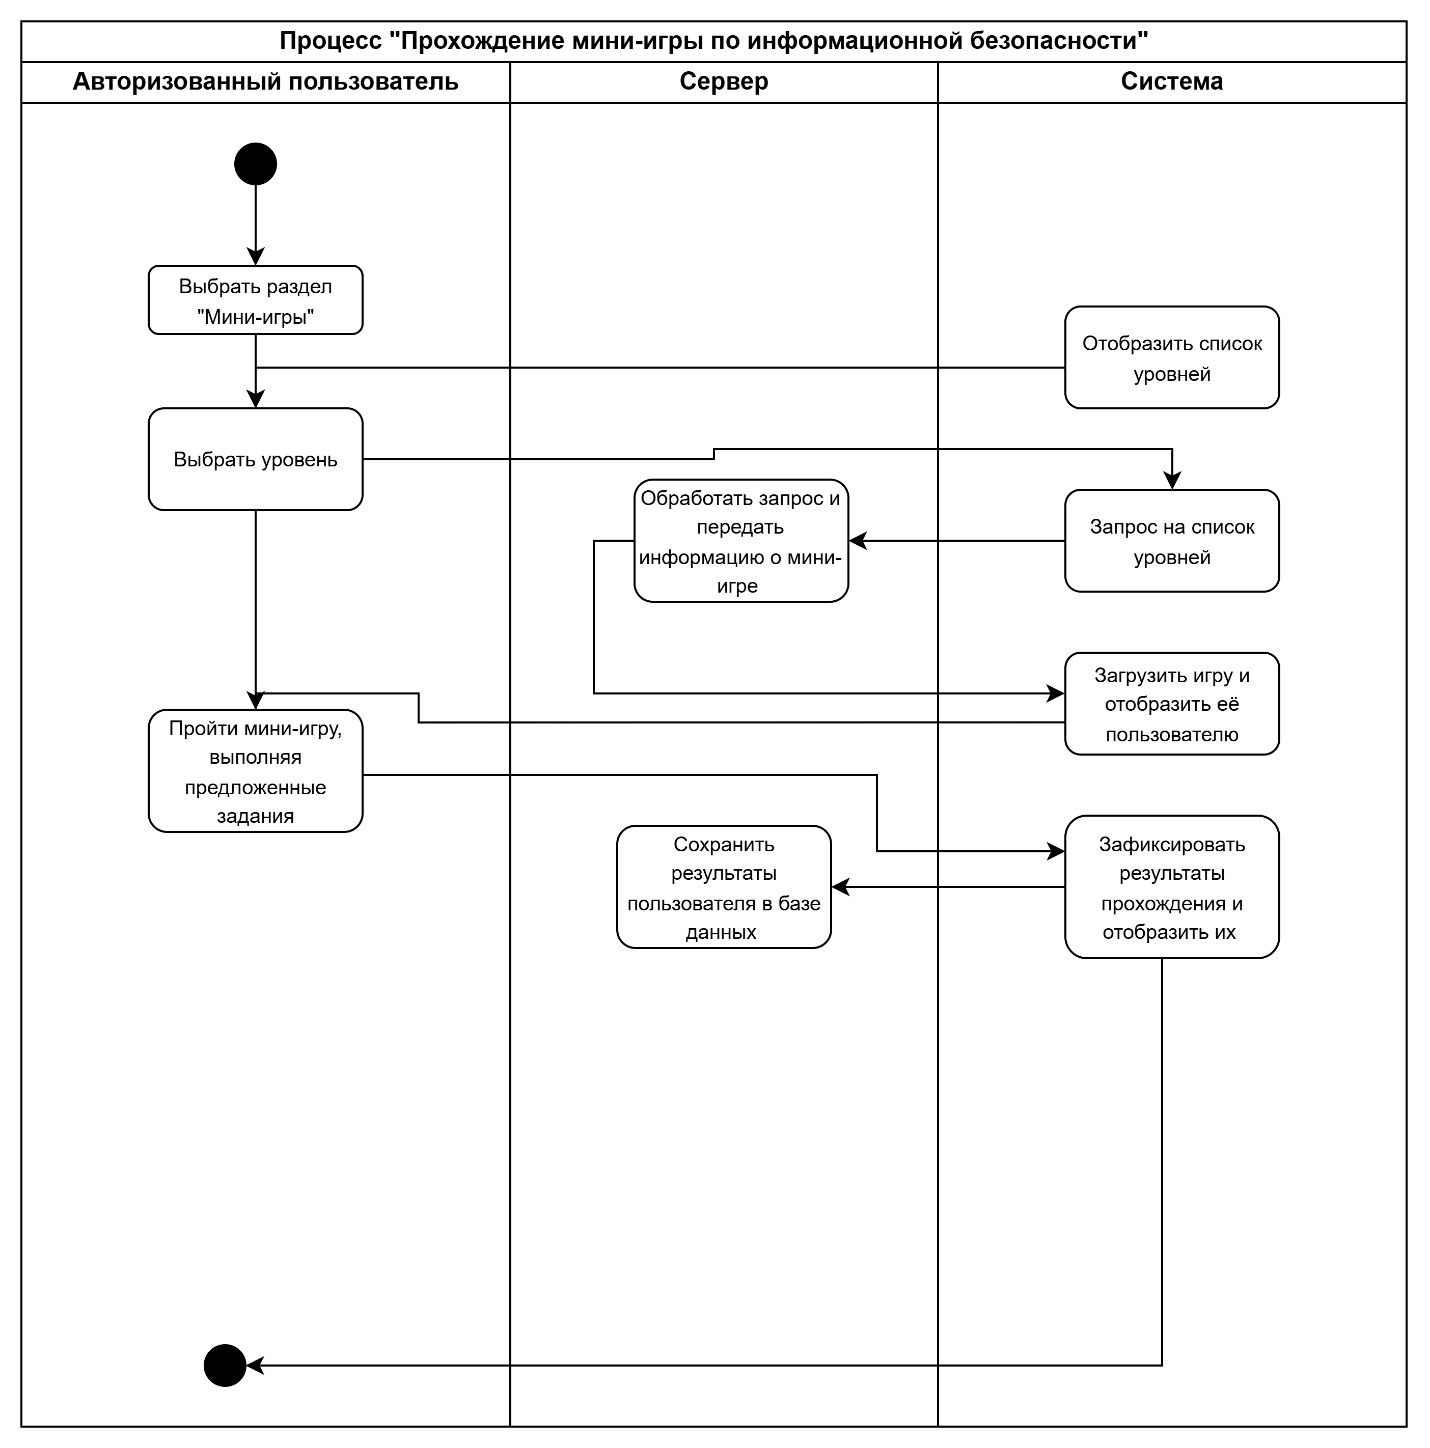 Процесс "Прохождение мини-игры по информационной безопасности"
Авторизованный пользователь
Сервер
Система
Выбрать раздел
"Мини-игры"
Отобразить список
уровней
Выбрать уровень
Обработать запрос и
передать
информацию о мини-
игре
Запрос на список
уровней
Загрузить игру и
отобразить её
пользователю
Пройти мини-игру,
выполняя
предложенные
задания
Сохранить
результаты
пользователя в базе
данных
Зафиксировать
результаты
прохождения и
отобразить их